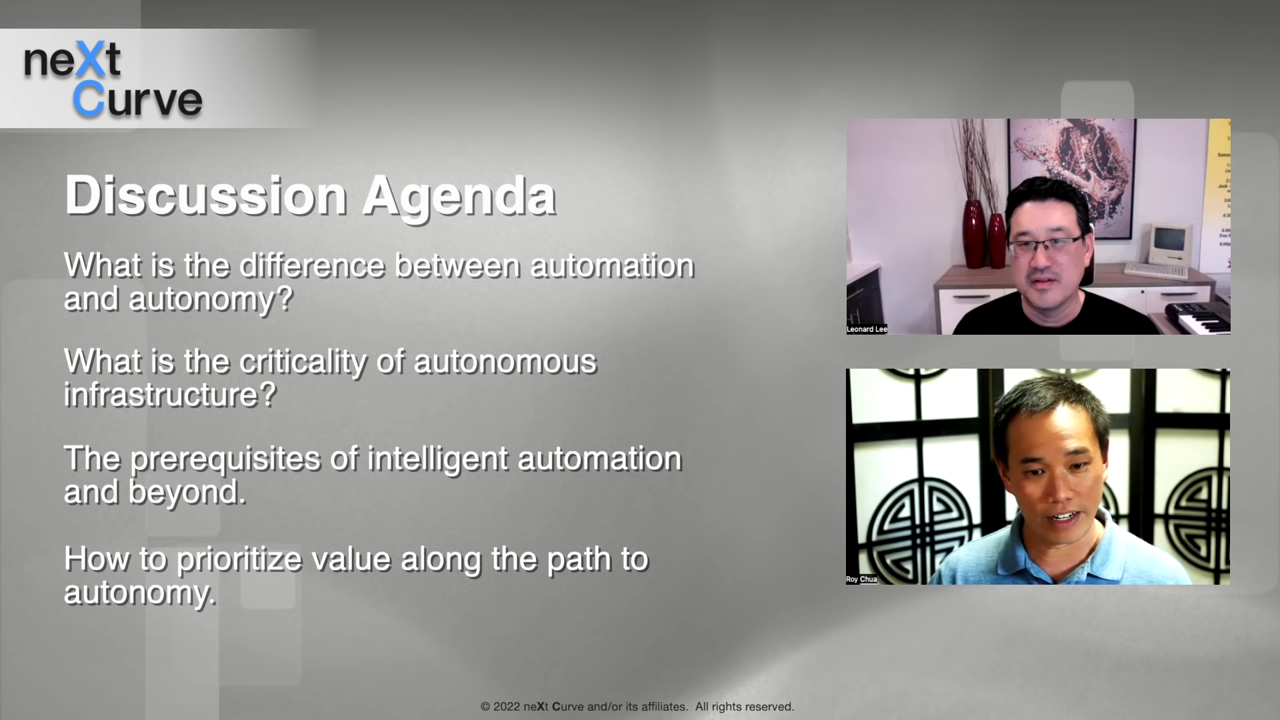 neXt
Curve
Discussion Agenda
What is the difference between automation
and autonomy?
What is the criticality of autonomous
infrastructure?
The prerequisites of intelligent automation
and beyond.
How to prioritize value along the path to
autonomy.
Leonard Lee
Roy Chua
© 2022 neXt Curve and/or its affiliates. All rights reserved.